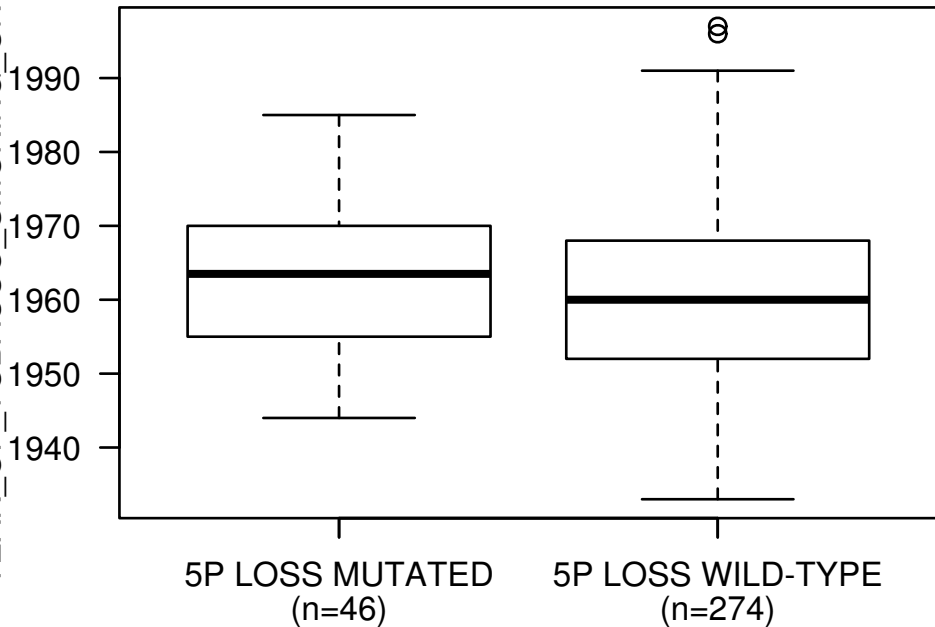 1990
1980
1970
1960
1950
1940
5P LOSS MUTATED
(n=46)
5P LOSS WILD-TYPE
(n=274)